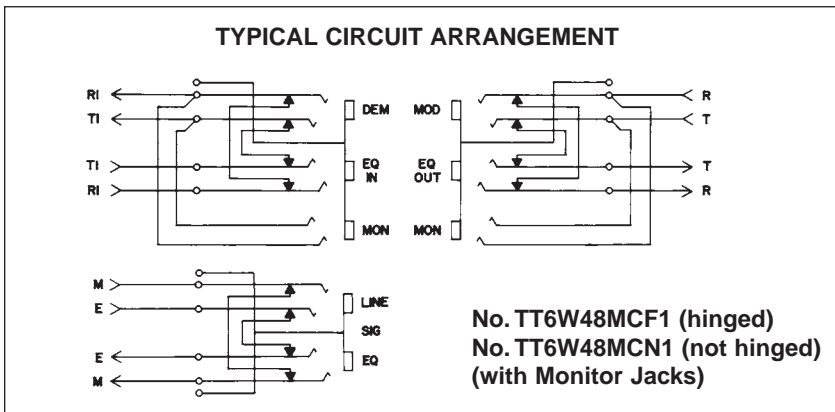 TYPICAL CIRCUIT ARRANGEMENT
RI
TI
TI
RI
DEM
EQ
IN
MON
MOD
EQ
OUT
MON
R
T
T
R
M
E
E
M
LINE
SIG
EQ
No. TT6W48MCF1 (hinged)
No. TT6W48MCN1 (not hinged)
(with Monitor Jacks)